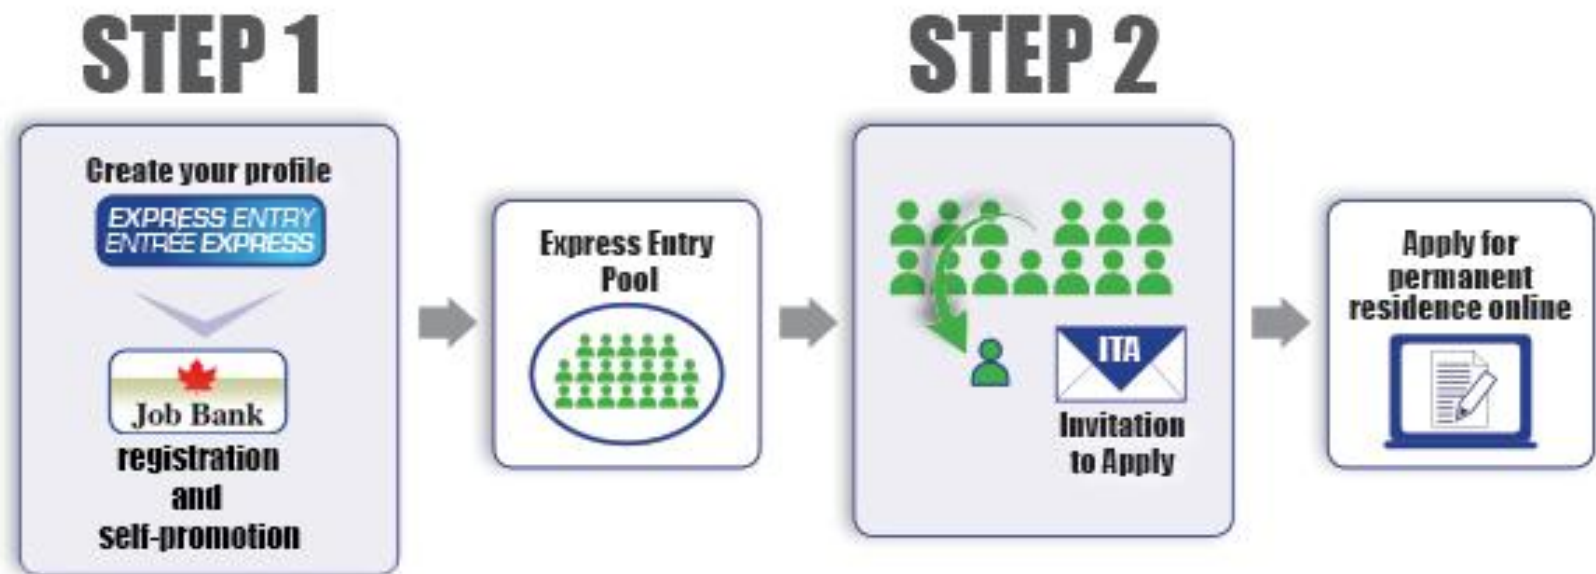 STEP 1
Create your profile
EXPRESS ENTRY
ENTRÉE EXPRESS
Job Bank
registration
and
self-promotion
Express Entry
Pool
STEP 2
ITA
Invitation
to Apply
Apply for
permanent
residence online